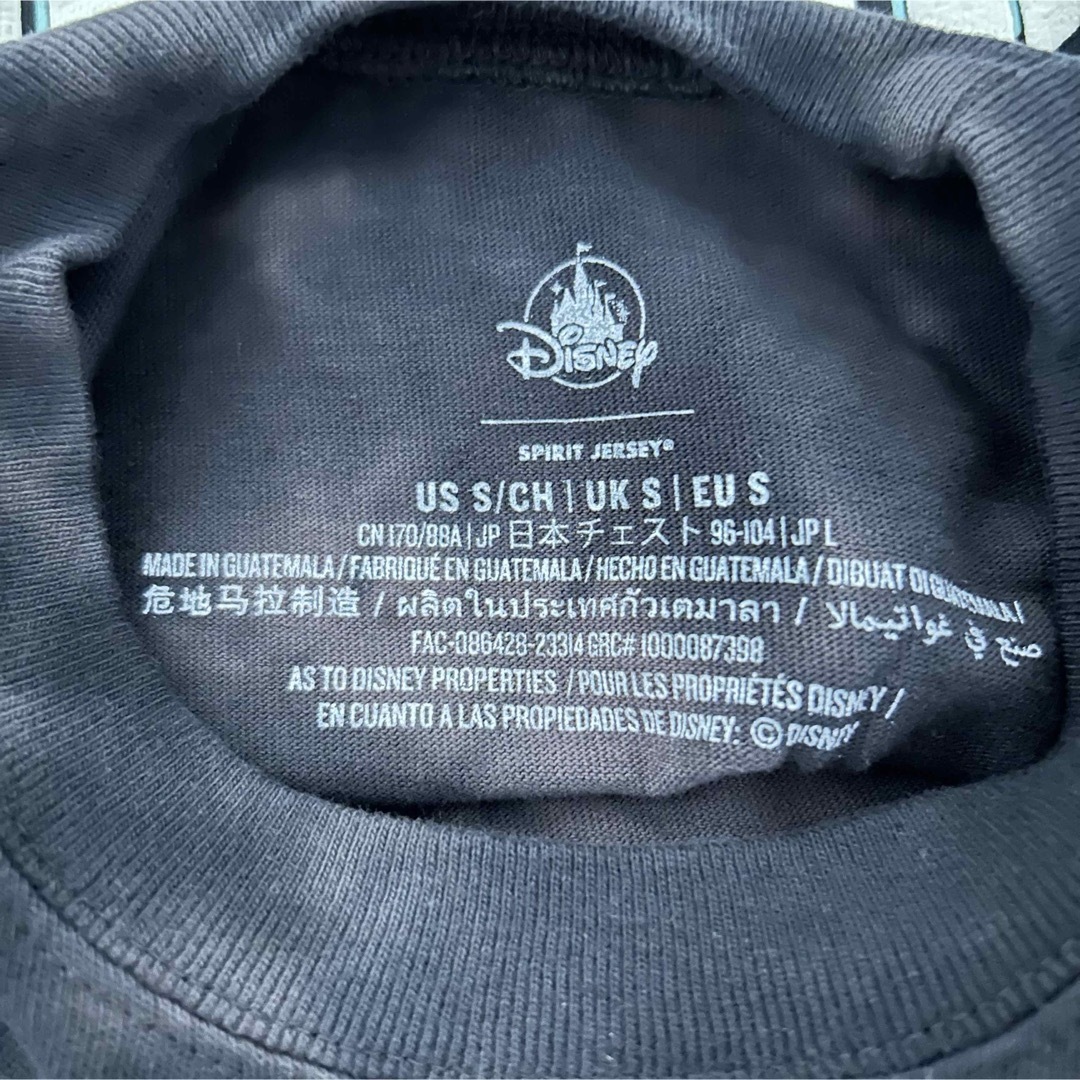 Disney
SPIRIT JERSEY®
US S/CH | UK S | EU S
CN 170/88A | JP 日本 チェスト 96-104 | JP L
MADE IN GUATEMALA / FABRIQUÉ EN GUATEMALA / HECHO EN GUATEMALA / DIBUAT DI GUATEMALA /
危地马拉制造 / ผลิตในประเทศกัวเตมาลา / صنع في غواتيمالا
FAC-086428-23314 GRC# 1000087398
AS TO DISNEY PROPERTIES / POUR LES PROPRIÉTÉS DISNEY /
EN CUANTO A LAS PROPIEDADES DE DISNEY: © DISNEY